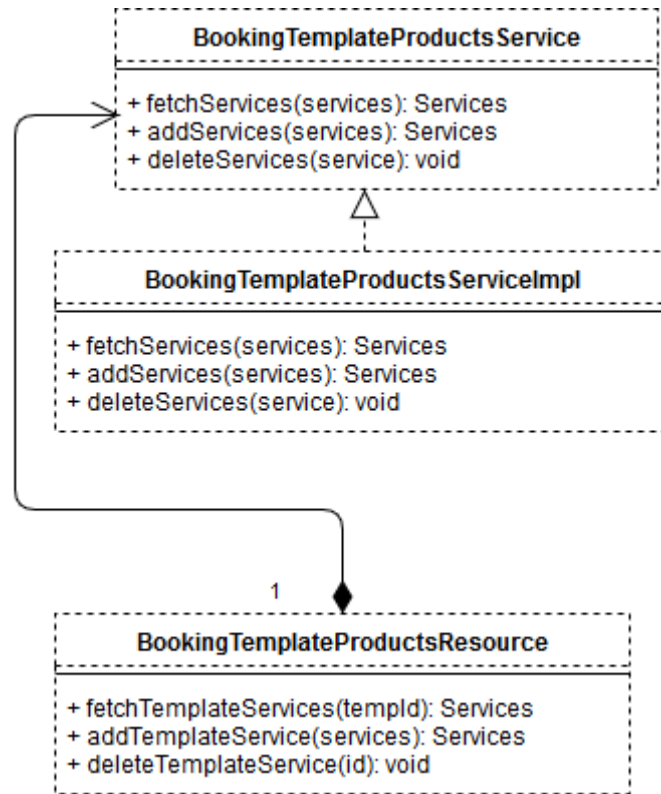 BookingTemplateProductsService
+ fetchServices(services): Services
+ addServices(services): Services
+ deleteServices(service): void
BookingTemplateProductsServiceImpl
+ fetchServices(services): Services
+ addServices(services): Services
+ deleteServices(service): void
1
BookingTemplateProductsResource
+ fetchTemplateServices(tempId): Services
+ addTemplateService(services): Services
+ deleteTemplateService(id): void